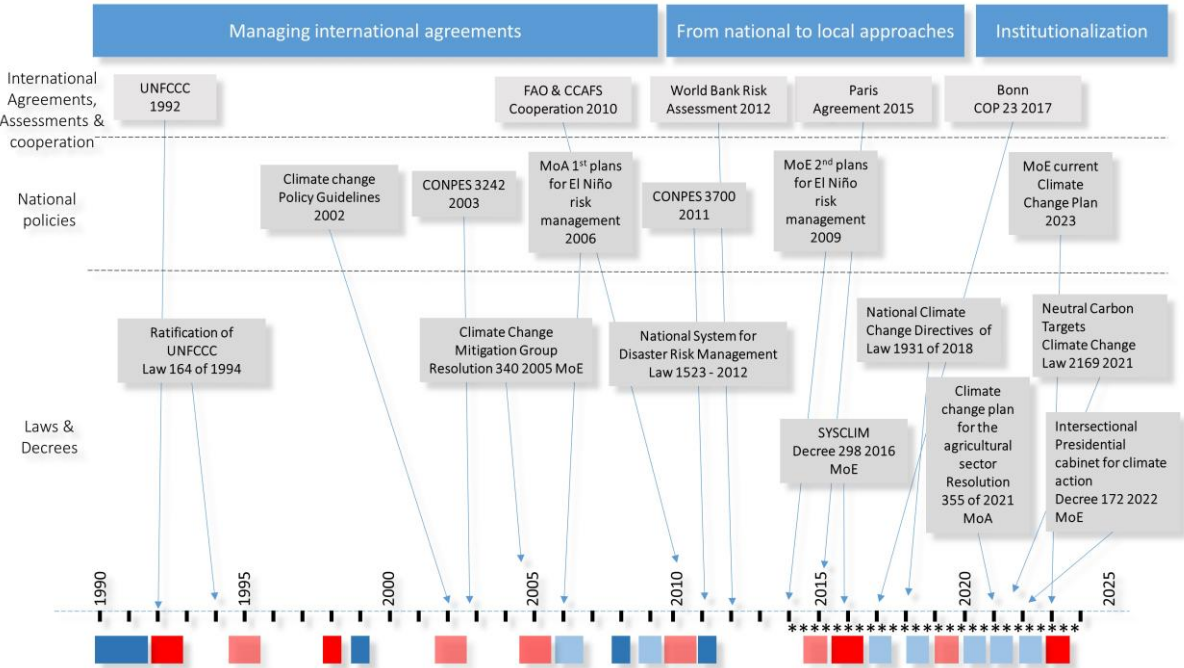 Managing international agreements
From national to local approaches
Institutionalization
International
Agreements,
Assessments &
cooperation
UNFCCC
1992
FAO & CCAFS
Cooperation 2010
World Bank Risk
Assessment 2012
Paris
Agreement 2015
Bonn
COP 23 2017
National
policies
Climate change
Policy Guidelines
2002
CONPES 3242
2003
MoA 1st plans
for El Niño
risk
management
2006
CONPES 3700
2011
MoE 2nd plans
for El Niño
risk
management
2009
MoE current
Climate
Change Plan
2023
Laws &
Decrees
Ratification of
UNFCCC
Law 164 of 1994
Climate Change
Mitigation Group
Resolution 340 2005 MoE
National System for
Disaster Risk Management
Law 1523 - 2012
SYSCLIM
Decree 298 2016
MoE
National Climate
Change Directives of
Law 1931 of 2018
Climate
change plan
for the
agricultural
sector
Resolution
355 of 2021
MoA
Neutral Carbon
Targets
Climate Change
Law 2169 2021
Intersectional
Presidential
cabinet for climate
action
Decree 172 2022
MoE
1990
1995
2000
2005
2010
2015
2020
2025
* * * * * * * * * * * * * * * * * * * *